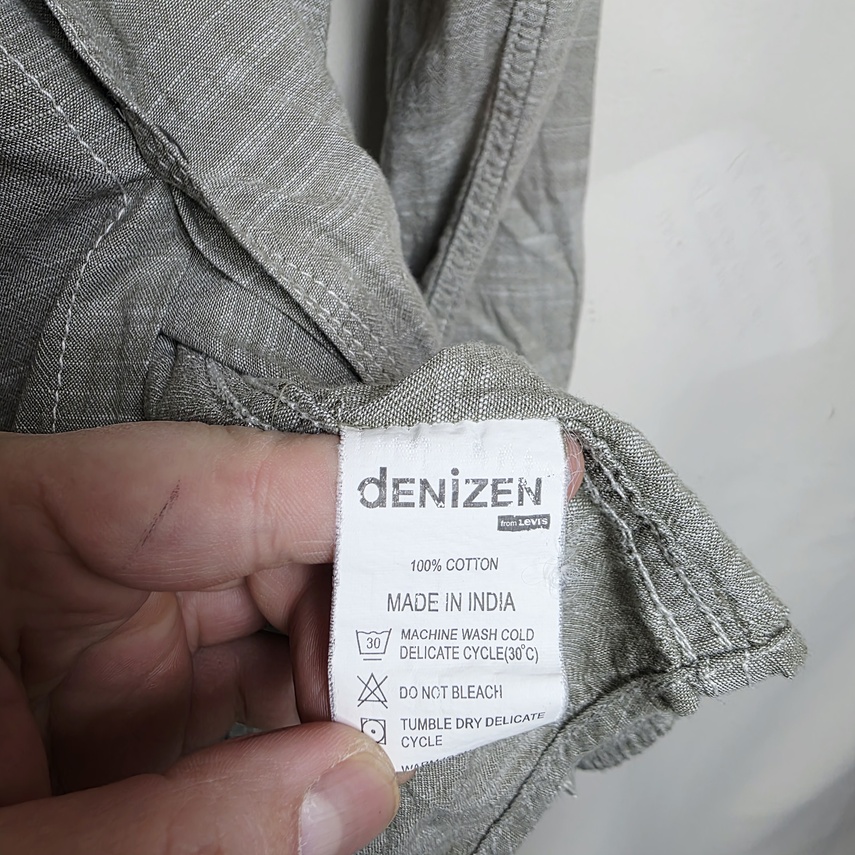 dENiZEN
from Levi's
100% COTTON
MADE IN INDIA
30
MACHINE WASH COLD
DELICATE CYCLE(30°C)
DO NOT BLEACH
TUMBLE DRY DELICATE
CYCLE